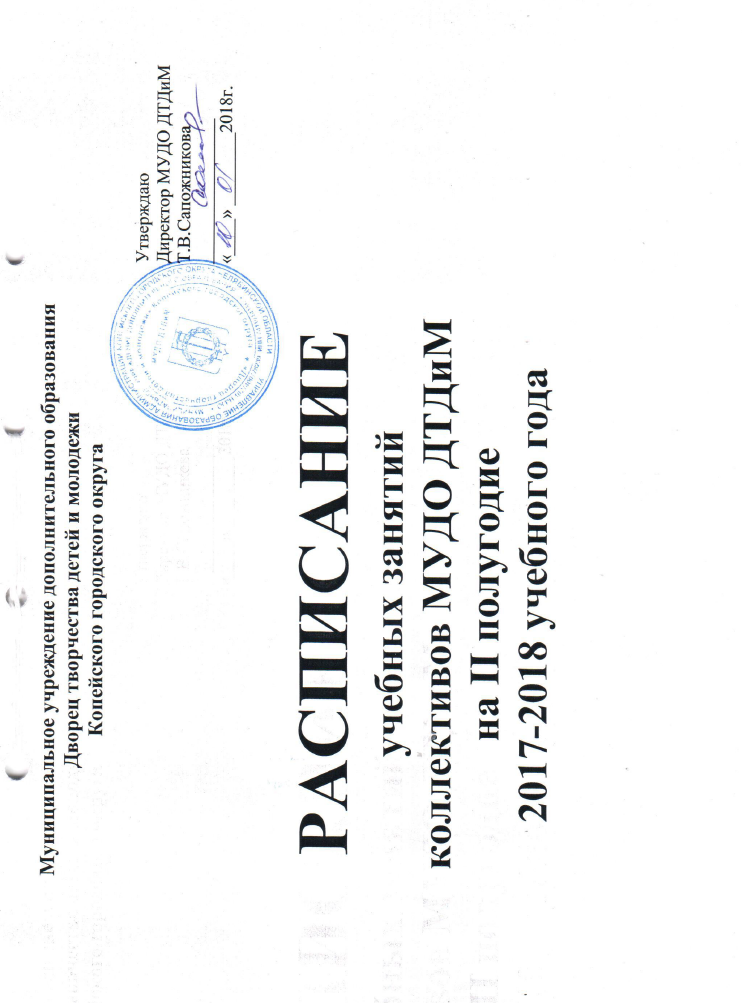 Муниципальное учреждение дополнительного образования
Дворец творчества детей и молодежи
Копейского городского округа
Утверждаю
Директор МУДО ДТДиМ
Т.В.Сапожникова
« 10 » 01 2018г.
РАСПИСАНИЕ
учебных занятий
коллективов МУДО ДТДиМ
на II полугодие
2017-2018 учебного года